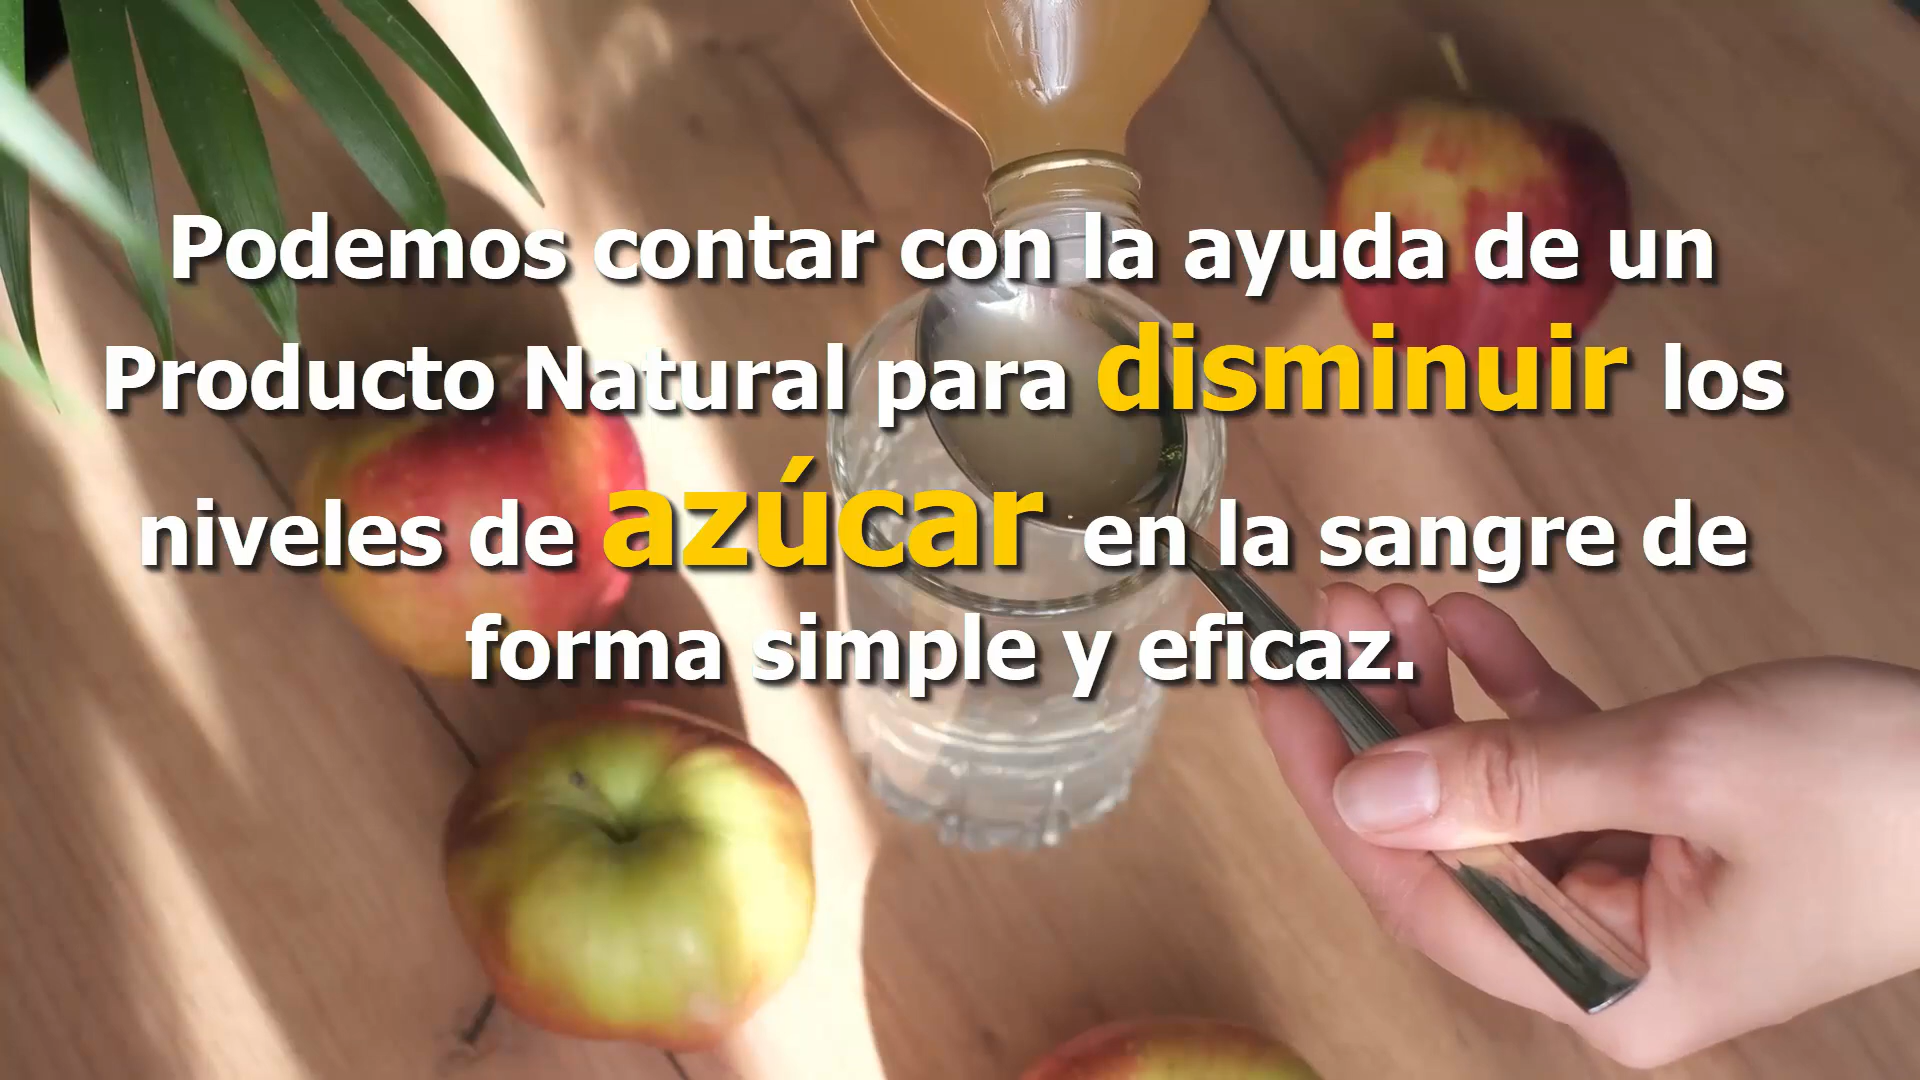 Podemos contar con la ayuda de un
Producto Natural para disminuir los
niveles de azúcar en la sangre de
forma simple y eficaz.